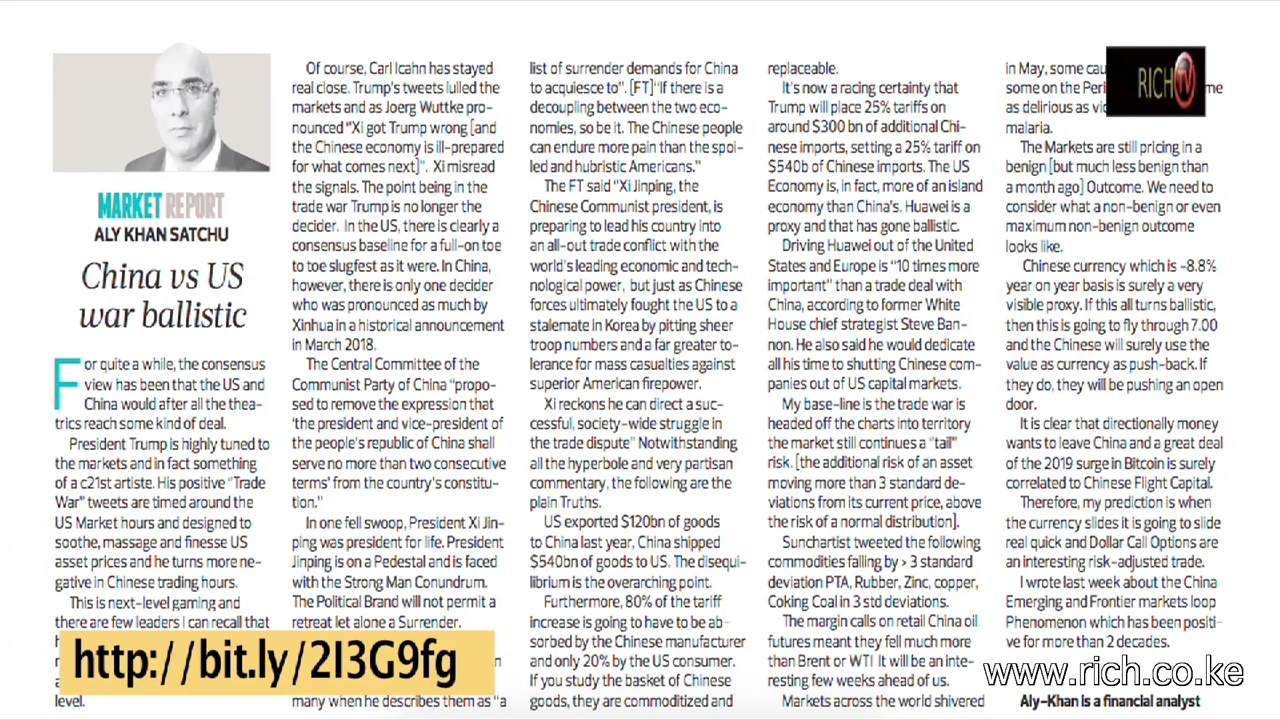 MARKET REPORT
ALY KHAN SATCHU
China vs US
war ballistic
For quite a while, the consensus
view has been that the US and
China would after all the thea-
trics reach some kind of deal.
President Trump is highly tuned to
the markets and in fact something
of a c21st artiste. His positive “Trade
War” tweets are timed around the
US Market hours and designed to
soothe, massage and finesse US
asset prices and he turns more ne-
gative in Chinese trading hours.
This is next-level gaming and
there are few leaders I can recall that
level.
http://bit.ly/2I3G9fg
Of course, Carl Icahn has stayed
real close. Trump's tweets lulled the
markets and as Joerg Wuttke pro-
nounced “Xi got Trump wrong [and
the Chinese economy is ill-prepared
for what comes next]”. Xi misread
the signals. The point being in the
trade war Trump is no longer the
decider. In the US, there is clearly a
consensus baseline for a full-on toe
to toe slugfest as it were. In China,
however, there is only one decider
who was pronounced as much by
Xinhua in a historical announcement
in March 2018.
The Central Committee of the
Communist Party of China “propo-
sed to remove the expression that
‘the president and vice-president of
the people's republic of China shall
serve no more than two consecutive
terms’ from the country's constitu-
tion.”
In one fell swoop, President Xi Jin-
ping was president for life. President
Jinping is on a Pedestal and is faced
with the Strong Man Conundrum.
The Political Brand will not permit a
retreat let alone a Surrender.
many when he describes them as “a
list of surrender demands for China
to acquiesce to”. [FT]“If there is a
decoupling between the two eco-
nomies, so be it. The Chinese people
can endure more pain than the spoi-
led and hubristic Americans.”
The FT said “Xi Jinping, the
Chinese Communist president, is
preparing to lead his country into
an all-out trade conflict with the
world's leading economic and tech-
nological power, but just as Chinese
forces ultimately fought the US to a
stalemate in Korea by pitting sheer
troop numbers and a far greater to-
lerance for mass casualties against
superior American firepower.
Xi reckons he can direct a suc-
cessful, society-wide struggle in
the trade dispute” Notwithstanding
all the hyperbole and very partisan
commentary, the following are the
plain Truths.
US exported $120bn of goods
to China last year, China shipped
$540bn of goods to US. The disequi-
librium is the overarching point.
Furthermore, 80% of the tariff
increase is going to have to be ab-
sorbed by the Chinese manufacturer
and only 20% by the US consumer.
If you study the basket of Chinese
goods, they are commoditized and
replaceable.
It's now a racing certainty that
Trump will place 25% tariffs on
around $300 bn of additional Chi-
nese imports, setting a 25% tariff on
$540b of Chinese imports. The US
Economy is, in fact, more of an island
economy than China's. Huawei is a
proxy and that has gone ballistic.
Driving Huawei out of the United
States and Europe is “10 times more
important” than a trade deal with
China, according to former White
House chief strategist Steve Ban-
non. He also said he would dedicate
all his time to shutting Chinese com-
panies out of US capital markets.
My base-line is the trade war is
headed off the charts into territory
the market still continues a “tail”
risk. [the additional risk of an asset
moving more than 3 standard de-
viations from its current price, above
the risk of a normal distribution].
Sunchartist tweeted the following
commodities falling by > 3 standard
deviation PTA, Rubber, Zinc, copper,
Coking Coal in 3 std deviations.
The margin calls on retail China oil
futures meant they fell much more
than Brent or WTI It will be an inte-
resting few weeks ahead of us.
Markets across the world shivered
in May, some
some on the
as delirious as
malaria.
The Markets are still pricing in a
benign [but much less benign than
a month ago] Outcome. We need to
consider what a non-benign or even
maximum non-benign outcome
looks like.
Chinese currency which is -8.8%
year on year basis is surely a very
visible proxy. If this all turns ballistic,
then this is going to fly through 7.00
and the Chinese will surely use the
value as currency as push-back. If
they do, they will be pushing an open
door.
It is clear that directionally money
wants to leave China and a great deal
of the 2019 surge in Bitcoin is surely
correlated to Chinese Flight Capital.
Therefore, my prediction is when
the currency slides it is going to slide
real quick and Dollar Call Options are
an interesting risk-adjusted trade.
I wrote last week about the China
Emerging and Frontier markets loop
Phenomenon which has been positi-
ve for more than 2 decades.
Aly-Khan is a financial analyst
RICH TV
www.rich.co.ke